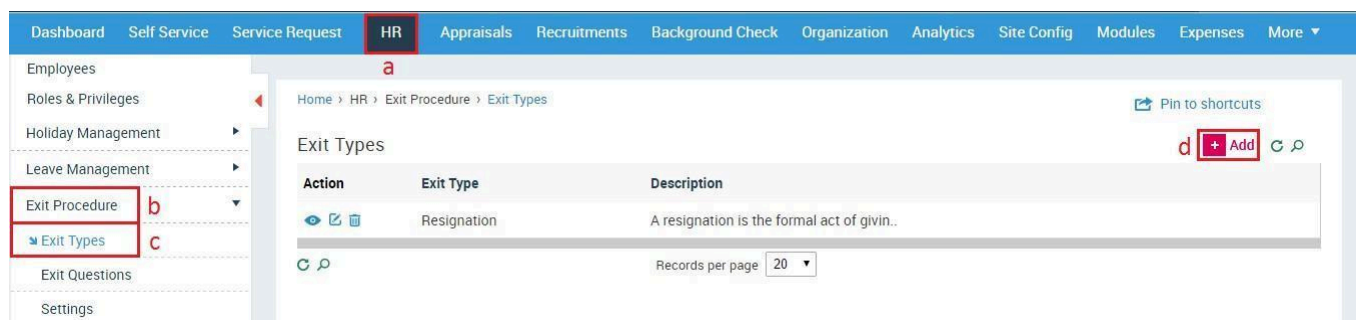 Dashboard Self Service Service Request HR Appraisals Recruitments Background Check Organization Analytics Site Config Modules Expenses More
a
Employees
Roles & Privileges
Holiday Management
Leave Management
Exit Procedure b
Exit Types c
Exit Questions
Settings
Home › HR › Exit Procedure › Exit Types
Pin to shortcuts
Exit Types
d + Add
Action Exit Type Description
Resignation A resignation is the formal act of givin..
Records per page 20